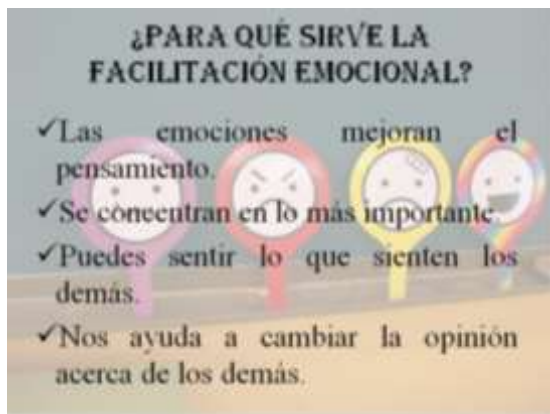 ¿PARA QUÉ SIRVE LA
FACILITACIÓN EMOCIONAL?
✓Las emociones mejoran el
pensamiento.
✓Se concentran en lo más importante.
✓Puedes sentir lo que sienten los
demás.
✓Nos ayuda a cambiar la opinión
acerca de los demás.